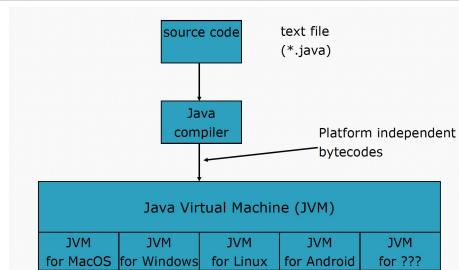 source code
text file
(*.java)
Java
compiler
Platform independent
bytecodes
Java Virtual Machine (JVM)
JVM
for MacOS
JVM
for Windows
JVM
for Linux
JVM
for Android
JVM
for ???